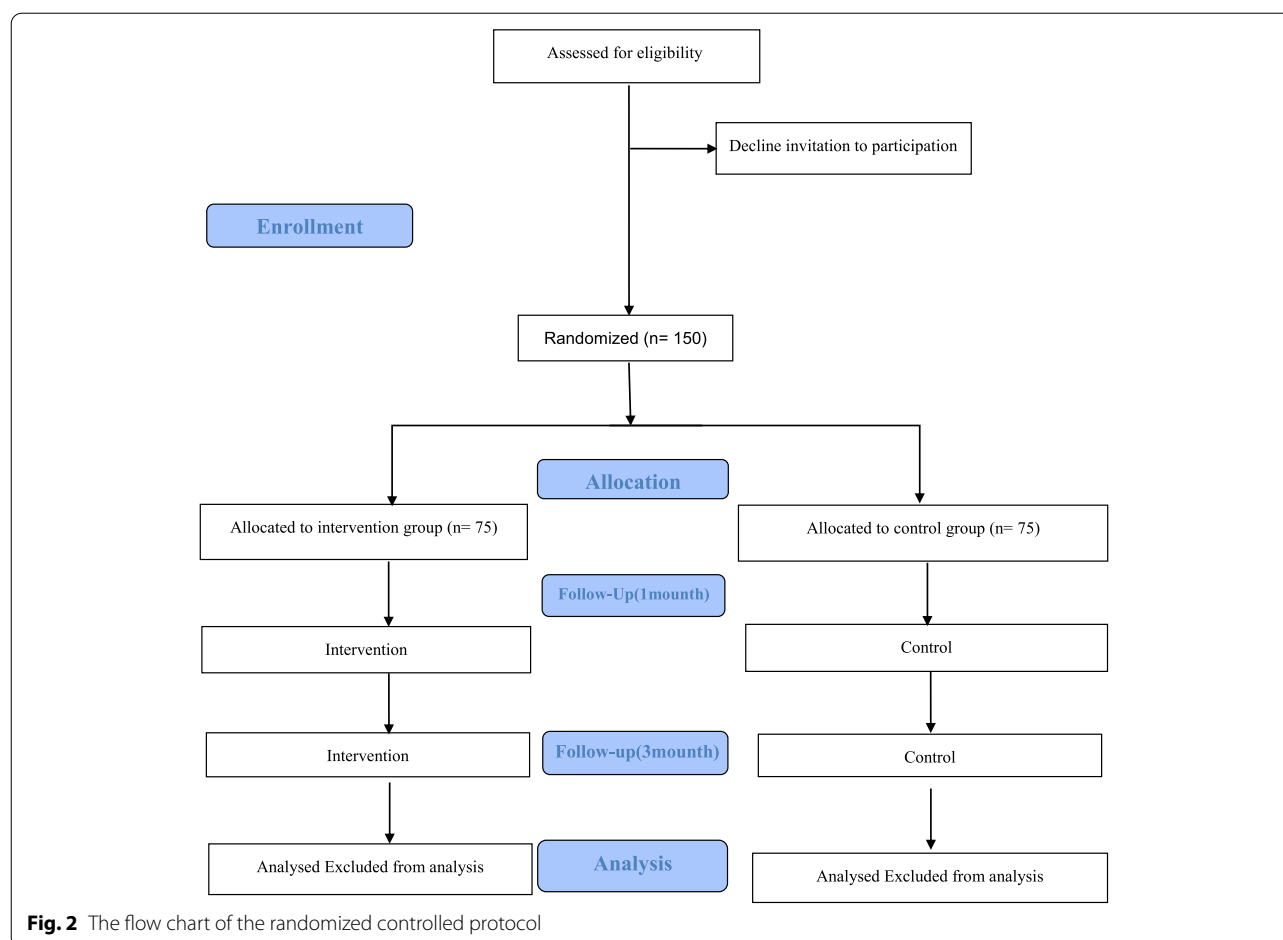 Assessed for eligibility
Decline invitation to participation
Enrollment
Randomized (n= 150)
Allocation
Allocated to intervention group (n= 75)
Allocated to control group (n= 75)
Follow-Up(1mounth)
Intervention
Control
Intervention
Follow-up(3mounth)
Control
Analysed Excluded from analysis
Analysis
Analysed Excluded from analysis
Fig. 2 The flow chart of the randomized controlled protocol